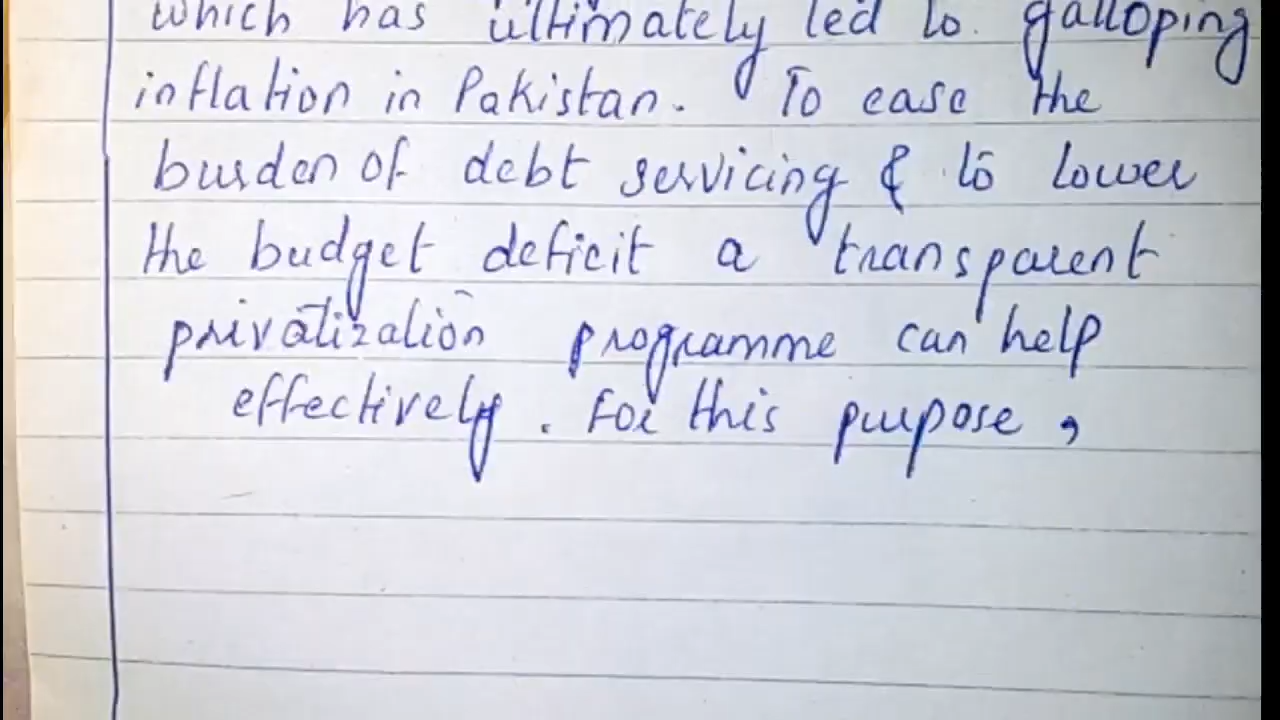 which has ultimately led to galloping
inflation in Pakistan. To ease the
burden of debt servicing & to lower
the budget deficit a transparent
privatization programme can help
effectively. For this purpose,